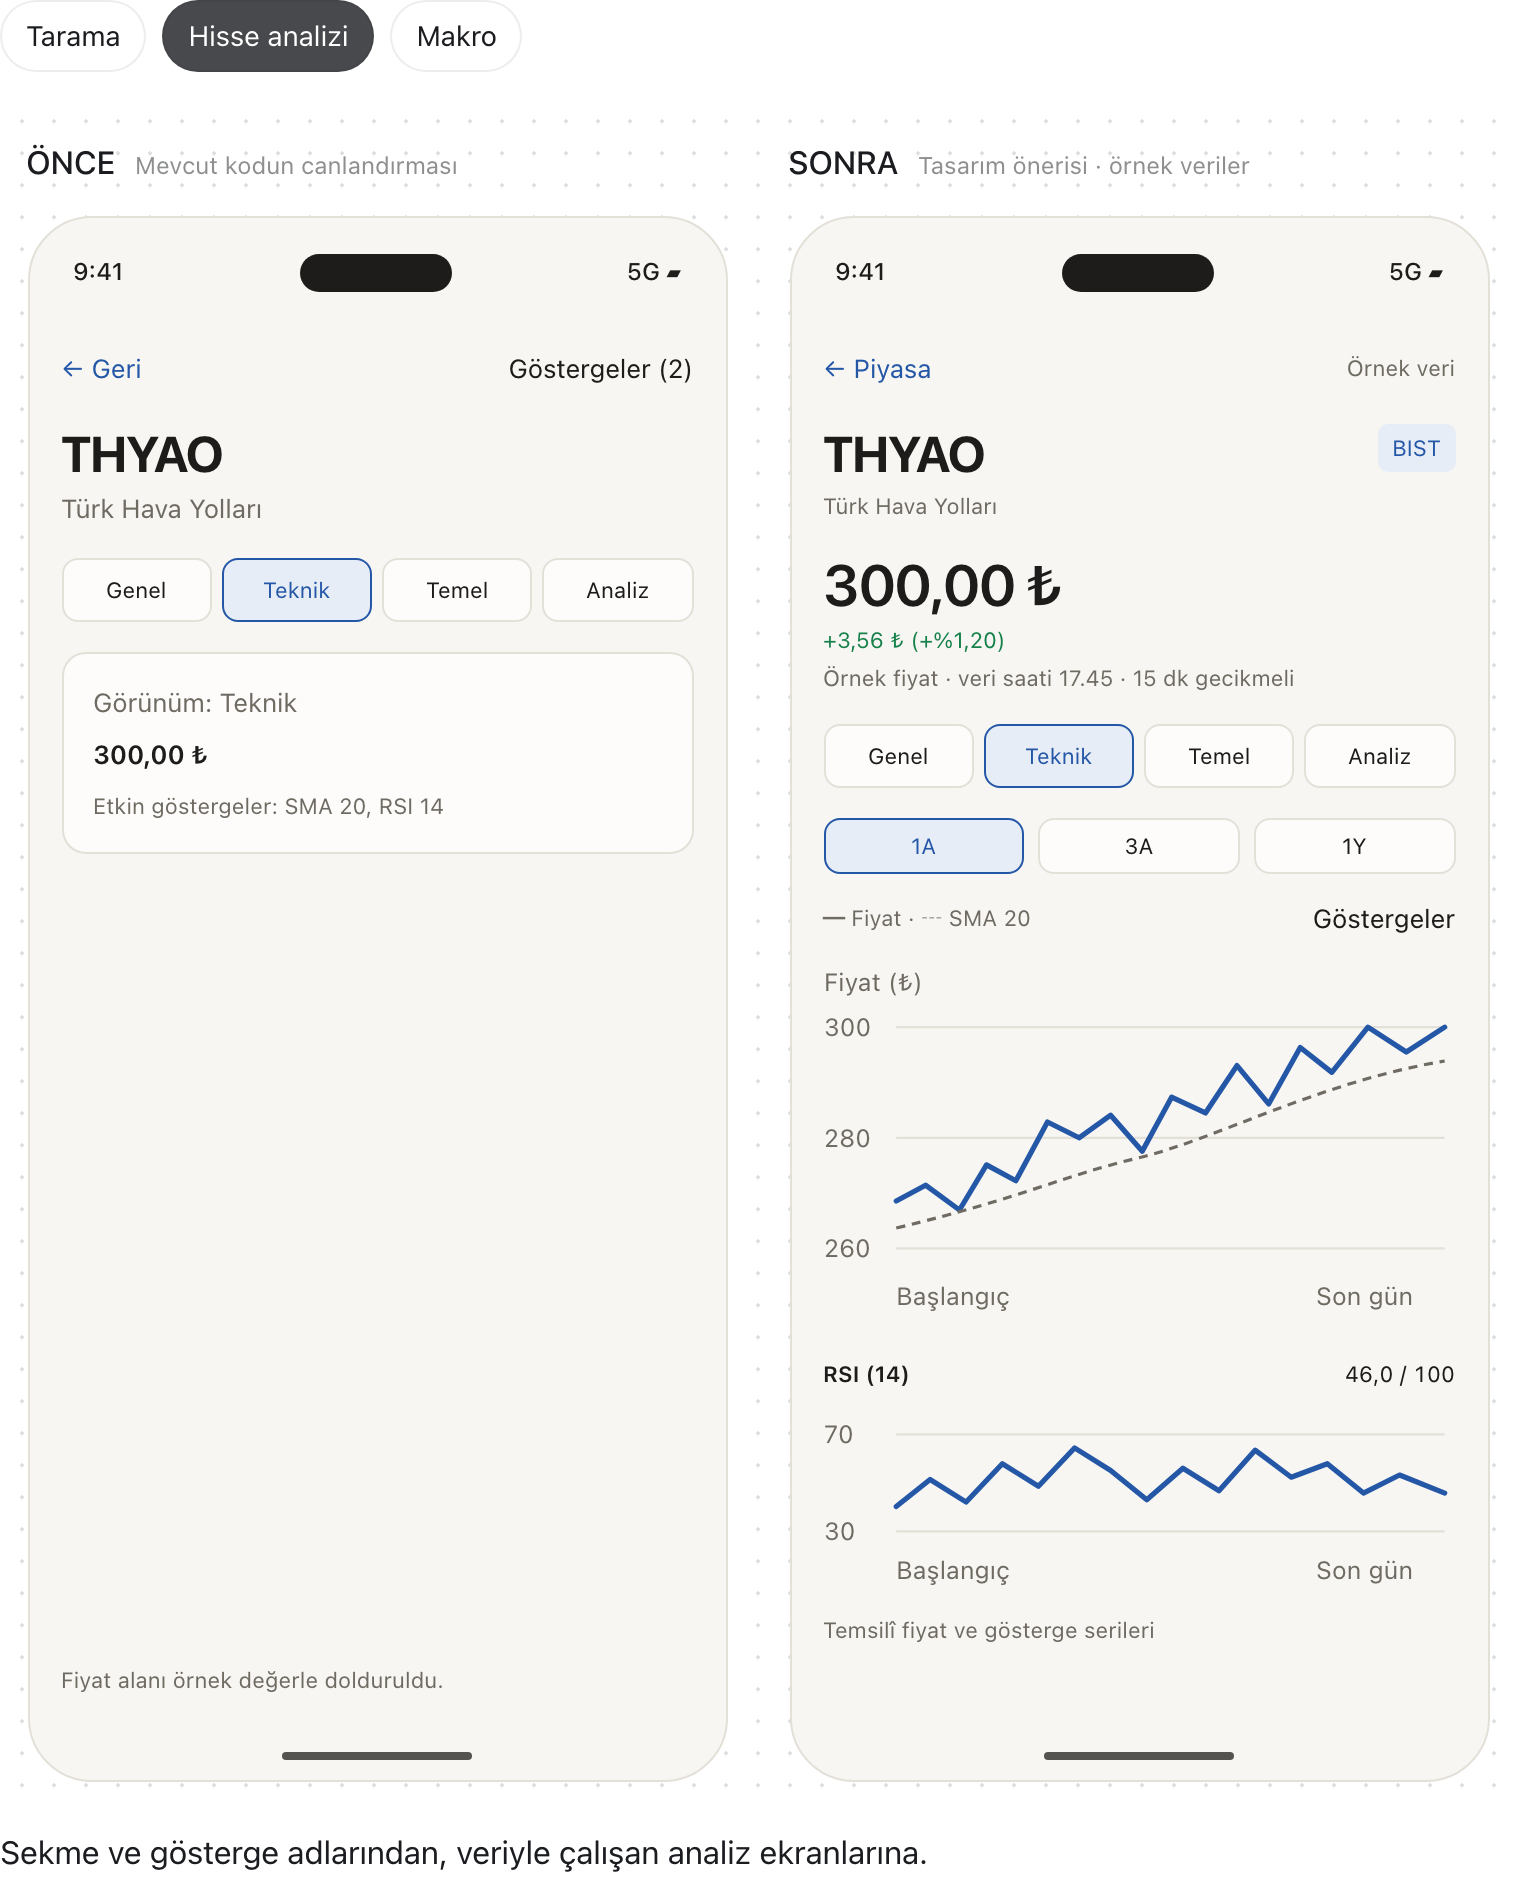 Tarama
Hisse analizi
Makro
ÖNCE Mevcut kodun canlandırması
9:41
5G
← Geri
Göstergeler (2)
THYAO
Türk Hava Yolları
Genel
Teknik
Temel
Analiz
Görünüm: Teknik
300,00 ₺
Etkin göstergeler: SMA 20, RSI 14
Fiyat alanı örnek değerle dolduruldu.
SONRA Tasarım önerisi · örnek veriler
9:41
5G
← Piyasa
Örnek veri
THYAO
BIST
Türk Hava Yolları
300,00 ₺
+3,56 ₺ (+%1,20)
Örnek fiyat · veri saati 17.45 · 15 dk gecikmeli
Genel
Teknik
Temel
Analiz
1A
3A
1Y
— Fiyat · --- SMA 20
Göstergeler
Fiyat (₺)
300
280
260
Başlangıç
Son gün
RSI (14)
46,0 / 100
70
30
Başlangıç
Son gün
Temsilî fiyat ve gösterge serileri
Sekme ve gösterge adlarından, veriyle çalışan analiz ekranlarına.